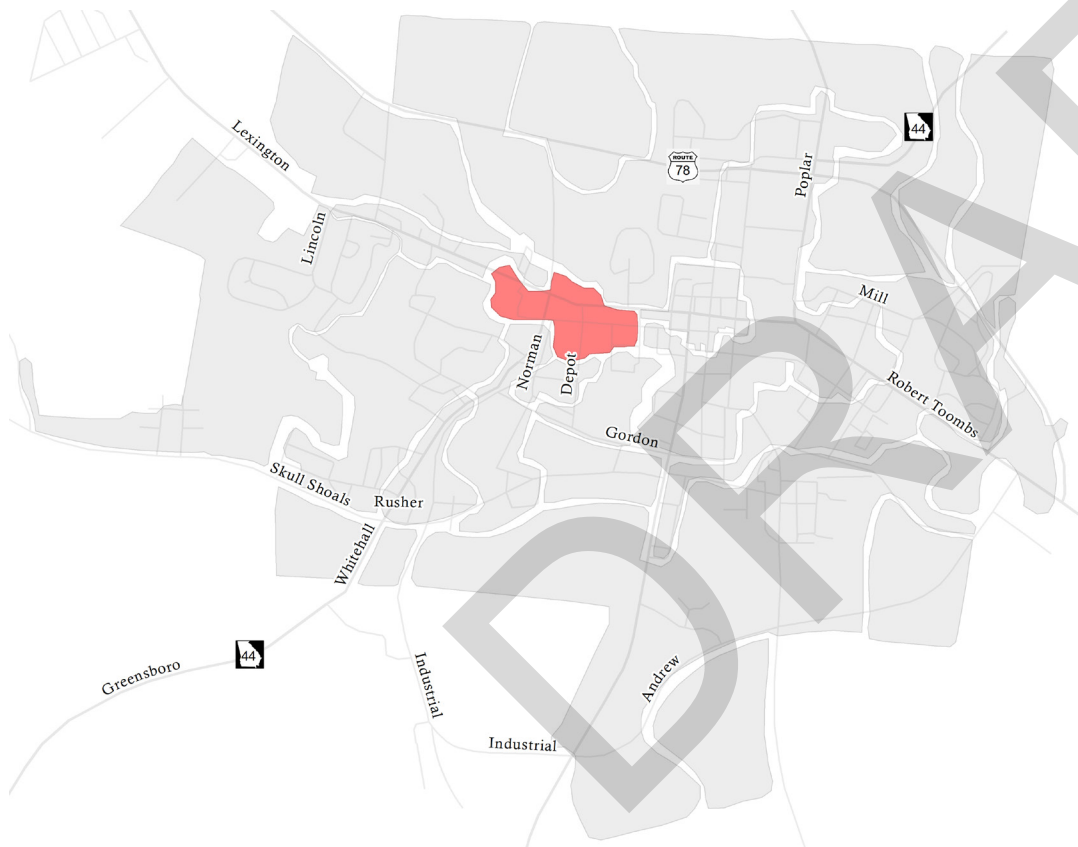 Lexington
44
ROUTE
78
Poplar
Lincoln
Mill
Norman
Depot
Robert Toombs
Gordon
Skull Shoals
Rusher
Whitehall
44
Greensboro
Industrial
Andrew
Industrial
DRA